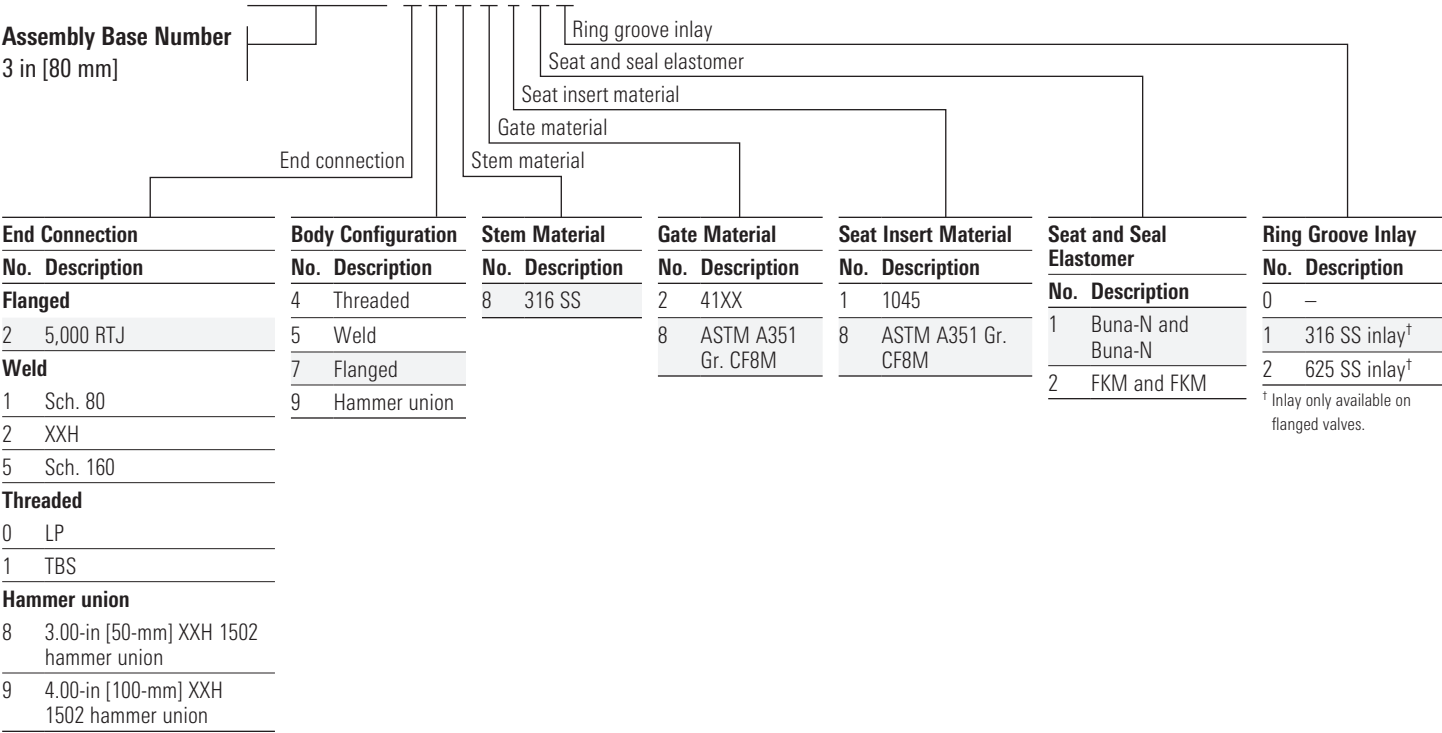 Assembly Base Number
3 in [80 mm]
Ring groove inlay
Seat and seal elastomer
Seat insert material
Gate material
End connection
Stem material
End Connection
No. Description
Flanged
2 5,000 RTJ
Weld
1 Sch. 80
2 XXH
5 Sch. 160
Threaded
0 LP
1 TBS
Hammer union
8 3.00-in [50-mm] XXH 1502
hammer union
9 4.00-in [100-mm] XXH
1502 hammer union
Body Configuration
No. Description
4 Threaded
5 Weld
7 Flanged
9 Hammer union
Stem Material
No. Description
8 316 SS
Gate Material
No. Description
2 41XX
8 ASTM A351
Gr. CF8M
Seat Insert Material
No. Description
1 1045
8 ASTM A351 Gr.
CF8M
Seat and Seal
Elastomer
No. Description
1 Buna-N and
Buna-N
2 FKM and FKM
Ring Groove Inlay
No. Description
0 –
1 316 SS inlay†
2 625 SS inlay†
† Inlay only available on
flanged valves.